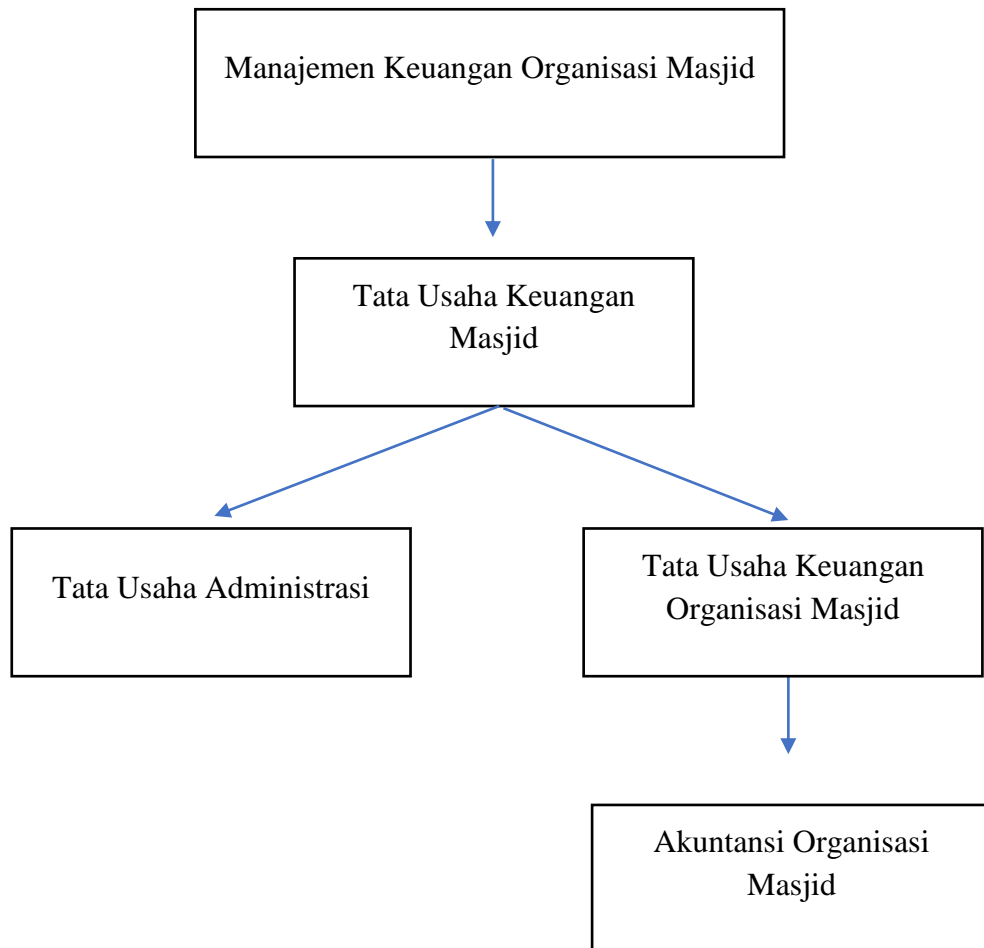 Manajemen Keuangan Organisasi Masjid
Tata Usaha Keuangan
Masjid
Tata Usaha Administrasi
Tata Usaha Keuangan
Organisasi Masjid
Akuntansi Organisasi
Masjid